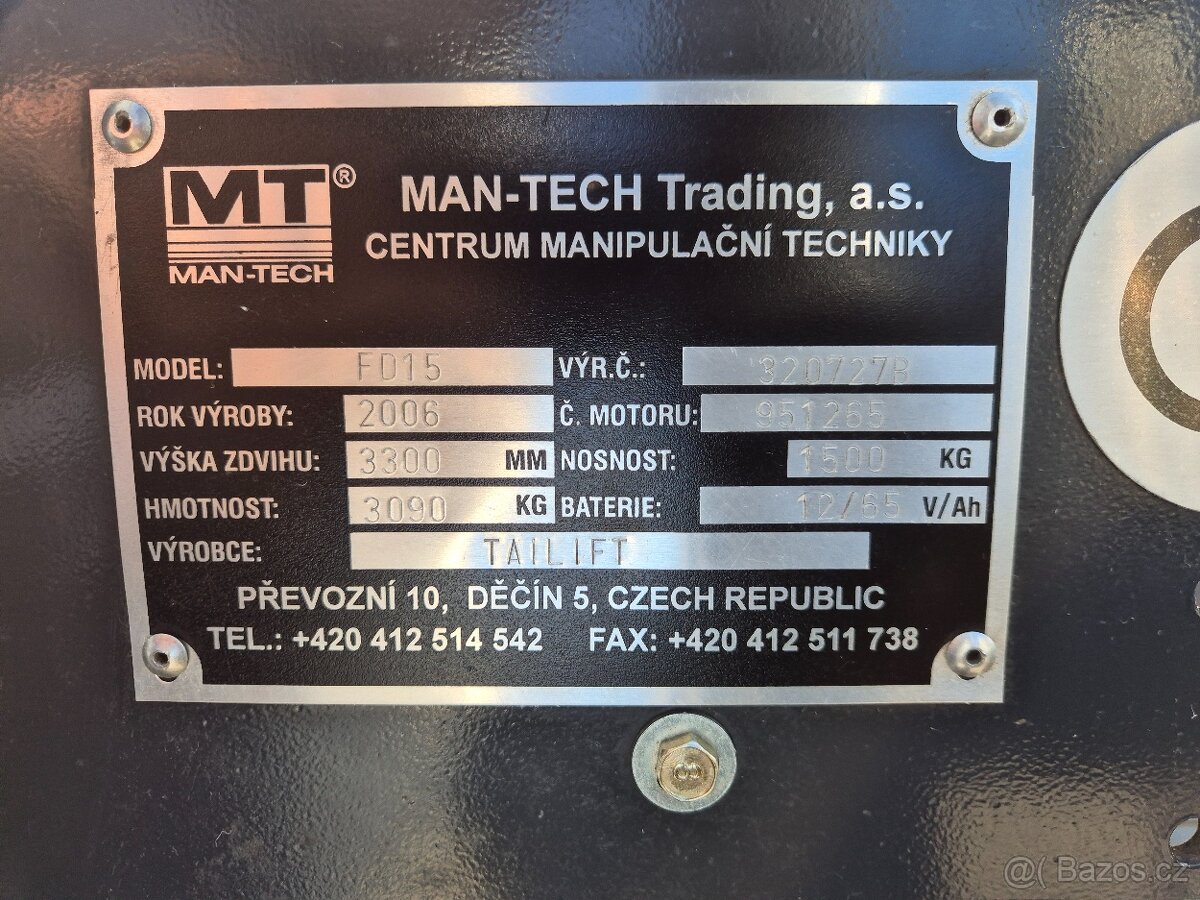 MT®
MAN-TECH
MAN-TECH Trading, a.s.
CENTRUM MANIPULAČNÍ TECHNIKY
MODEL: FD15 VÝR.Č.: 320727B
ROK VÝROBY: 2006 Č. MOTORU: 951265
VÝŠKA ZDVIHU: 3300 MM NOSNOST: 1500 KG
HMOTNOST: 3090 KG BATERIE: 12/65 V/Ah
VÝROBCE: TAILIFT
PŘEVOZNÍ 10, DĚČÍN 5, CZECH REPUBLIC
TEL.: +420 412 514 542 FAX: +420 412 511 738
8
Bazos.cz